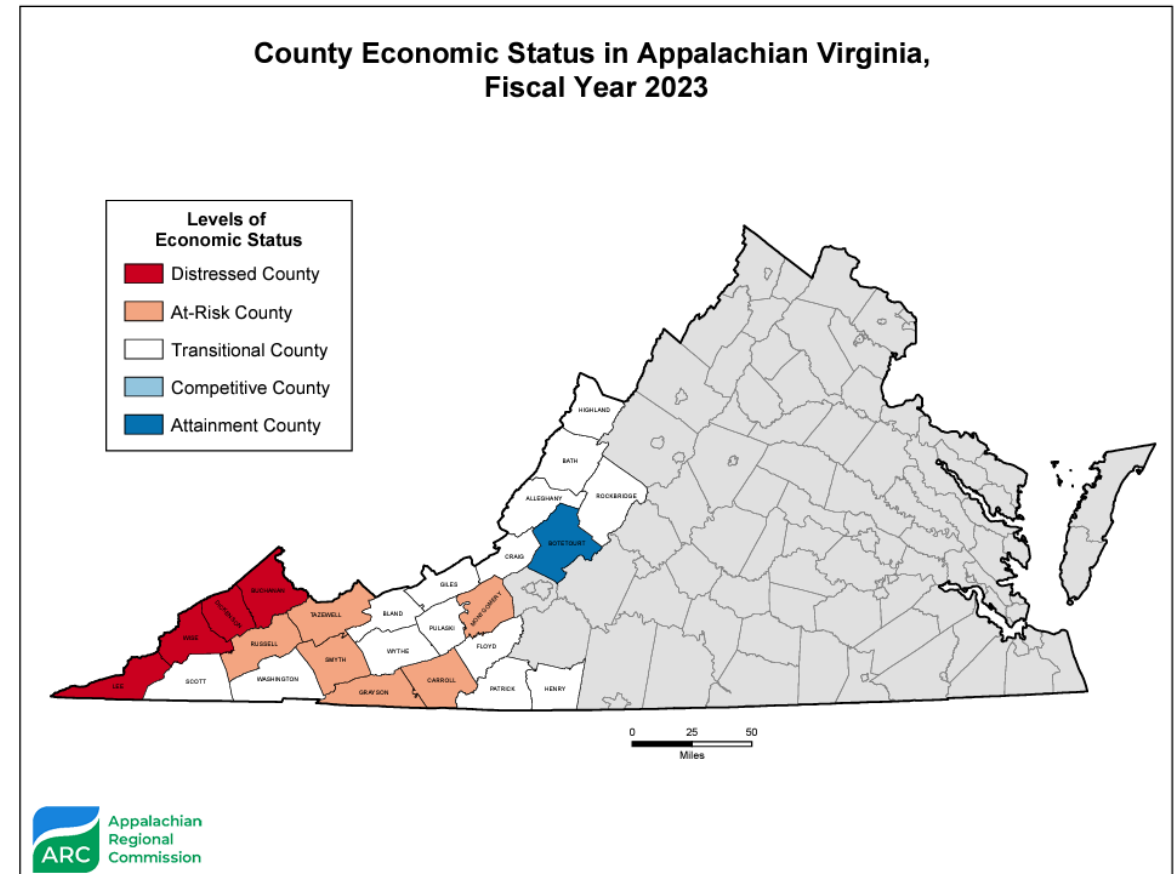 County Economic Status in Appalachian Virginia,
Fiscal Year 2023
Levels of
Economic Status
Distressed County
At-Risk County
Transitional County
Competitive County
Attainment County
HIGHLAND
BATH
ALLEGHANY
ROCKBRIDGE
BOTETOURT
CRAIG
GILES
BUCHANAN
DICKENSON
TAZEWELL
BLAND
MONTGOMERY
PULASKI
WISE
RUSSELL
WYTHE
FLOYD
SMYTH
LEE
SCOTT
WASHINGTON
CARROLL
GRAYSON
PATRICK
HENRY
0 25 50
Miles
ARC
Appalachian
Regional
Commission